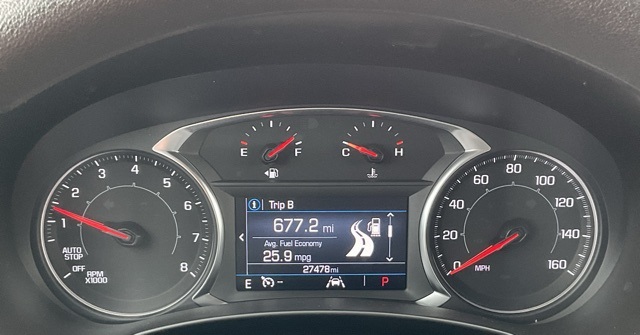 E F
C H
1 2 3 4 5 6 7 8
AUTO
STOP
OFF
RPM
X1000
Trip B
677.2 mi
Avg. Fuel Economy
25.9 mpg
27478mi
E P
0 20 40 60 80 100 120 140 160
MPH